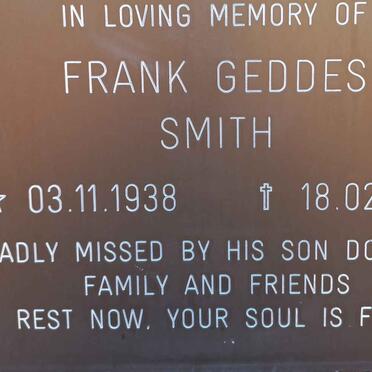 IN LOVING MEMORY OF
FRANK GEDDES
SMITH
03.11.1938 † 18.02
ADLY MISSED BY HIS SON DO
FAMILY AND FRIENDS
REST NOW, YOUR SOUL IS F